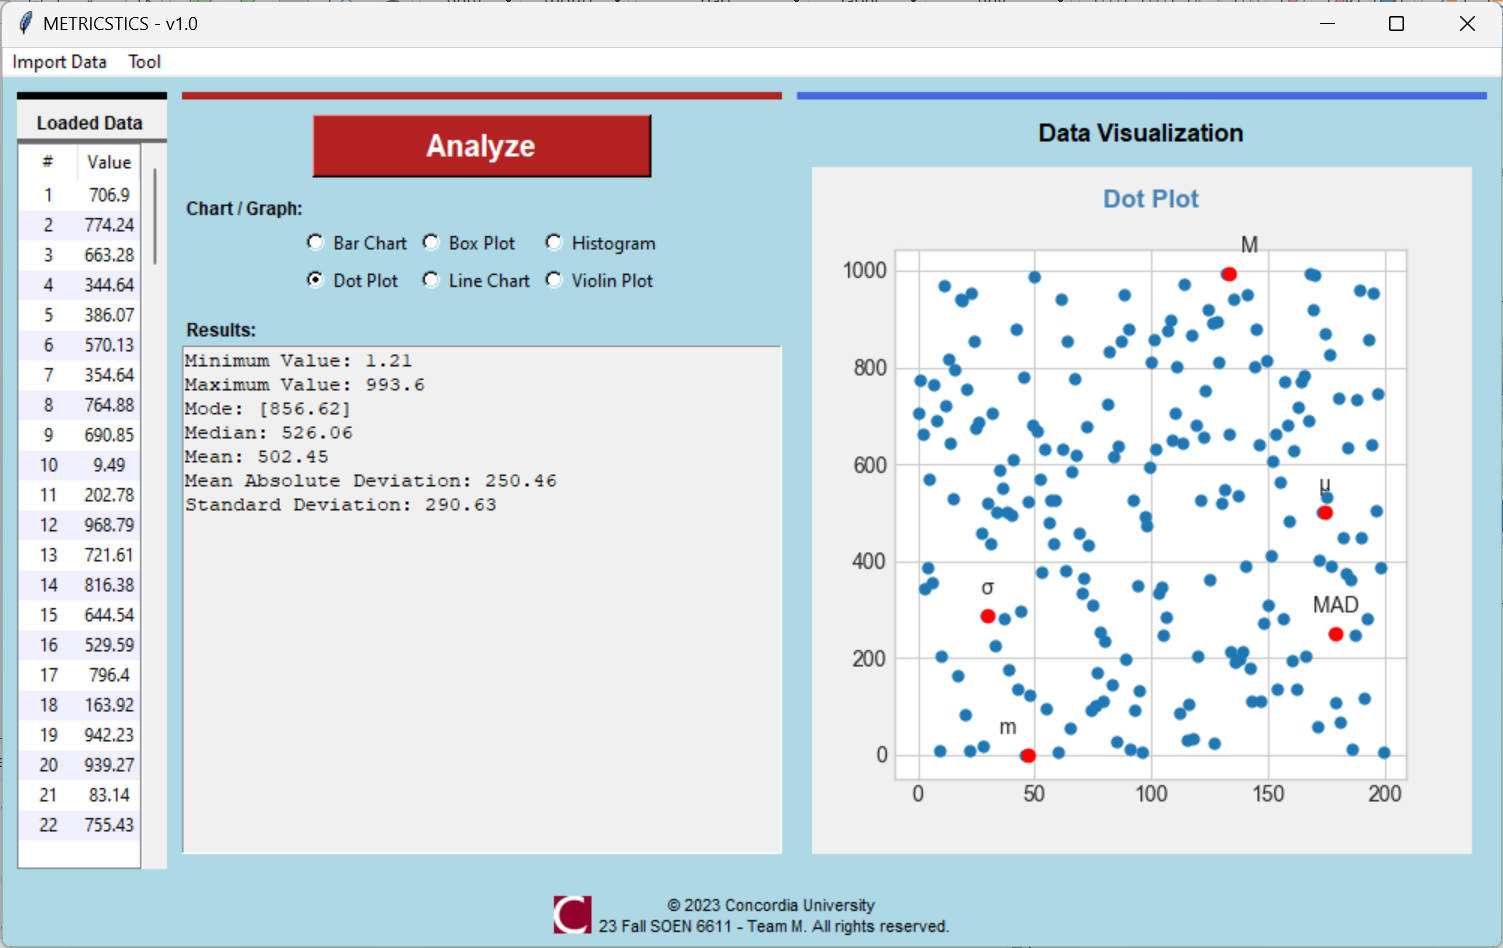 METRICSTICS - v1.0
Import Data Tool
Loaded Data
# Value
1 706.9
2 774.24
3 663.28
4 344.64
5 386.07
6 570.13
7 354.64
8 764.88
9 690.85
10 9.49
11 202.78
12 968.79
13 721.61
14 816.38
15 644.54
16 529.59
17 796.4
18 163.92
19 942.23
20 939.27
21 83.14
22 755.43
Analyze
Chart / Graph:
Bar Chart Box Plot Histogram
Dot Plot Line Chart Violin Plot
Results:
Minimum Value: 1.21
Maximum Value: 993.6
Mode: [856.62]
Median: 526.06
Mean: 502.45
Mean Absolute Deviation: 250.46
Standard Deviation: 290.63
Data Visualization
Dot Plot
M
1000
800
600
μ
400
σ
MAD
200
m
0
0 50 100 150 200
© 2023 Concordia University
23 Fall SOEN 6611 - Team M. All rights reserved.